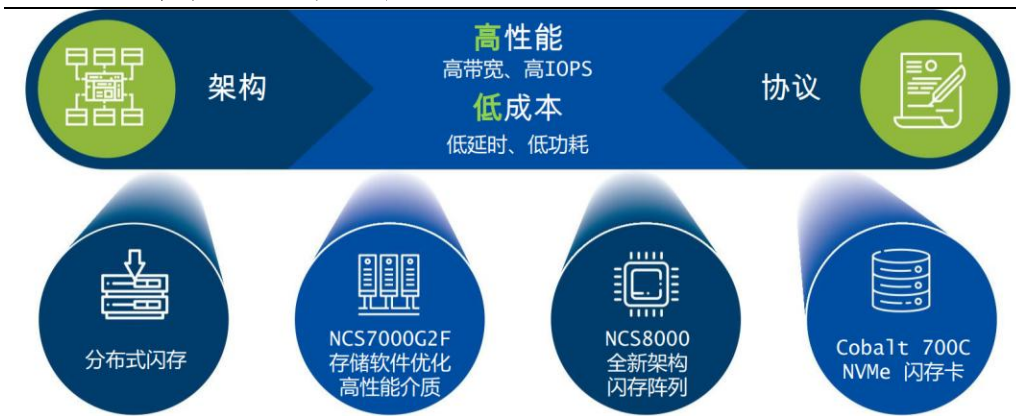 架构
高性能
高带宽、高IOPS
低成本
低延时、低功耗
协议
分布式闪存
NCS7000G2F
存储软件优化
高性能介质
NCS8000
全新架构
闪存阵列
Cobalt 700C
NVMe 闪存卡